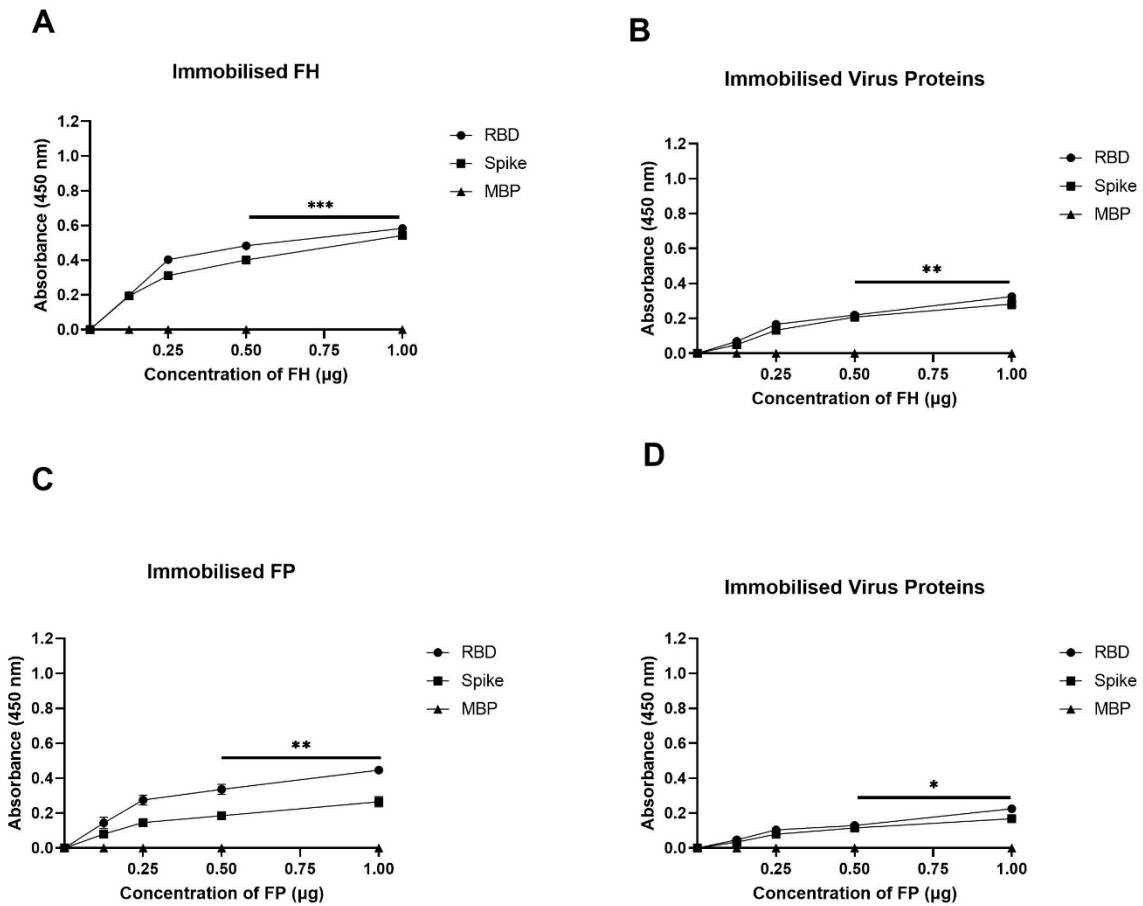 A
Immobilised FH
1.2
1.0
0.8
0.6
0.4
0.2
0.0
Absorbance (450 nm)
***
0.25 0.50 0.75 1.00
Concentration of FH (µg)
RBD
Spike
MBP
B
Immobilised Virus Proteins
1.2
1.0
0.8
0.6
0.4
0.2
0.0
Absorbance (450 nm)
**
0.25 0.50 0.75 1.00
Concentration of FH (µg)
RBD
Spike
MBP
C
Immobilised FP
1.2
1.0
0.8
0.6
0.4
0.2
0.0
Absorbance (450 nm)
**
0.25 0.50 0.75 1.00
Concentration of FP (µg)
RBD
Spike
MBP
D
Immobilised Virus Proteins
1.2
1.0
0.8
0.6
0.4
0.2
0.0
Absorbance (450 nm)
*
0.25 0.50 0.75 1.00
Concentration of FP (µg)
RBD
Spike
MBP